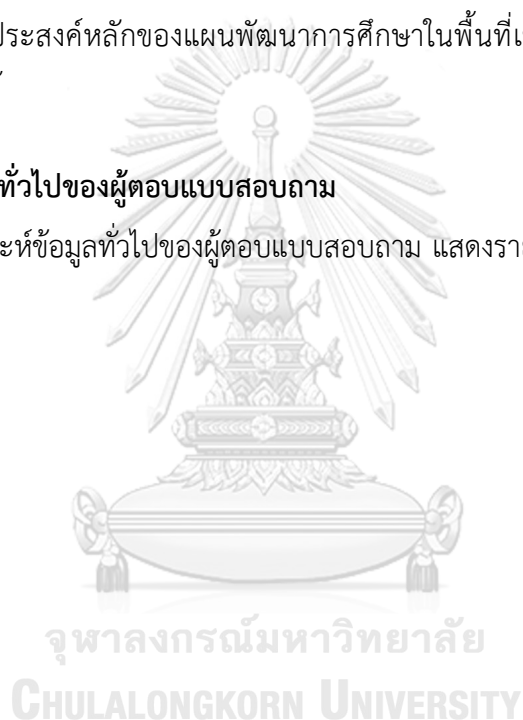 ประสงค์หลักของแผนพัฒนาการศึกษาในพื้นที่เ
ทั่วไปของผู้ตอบแบบสอบถาม
ะห์ข้อมูลทั่วไปของผู้ตอบแบบสอบถาม แสดงรา
จุฬาลงกรณ์มหาวิทยาลัย
CHULALONGKORN UNIVERSITY